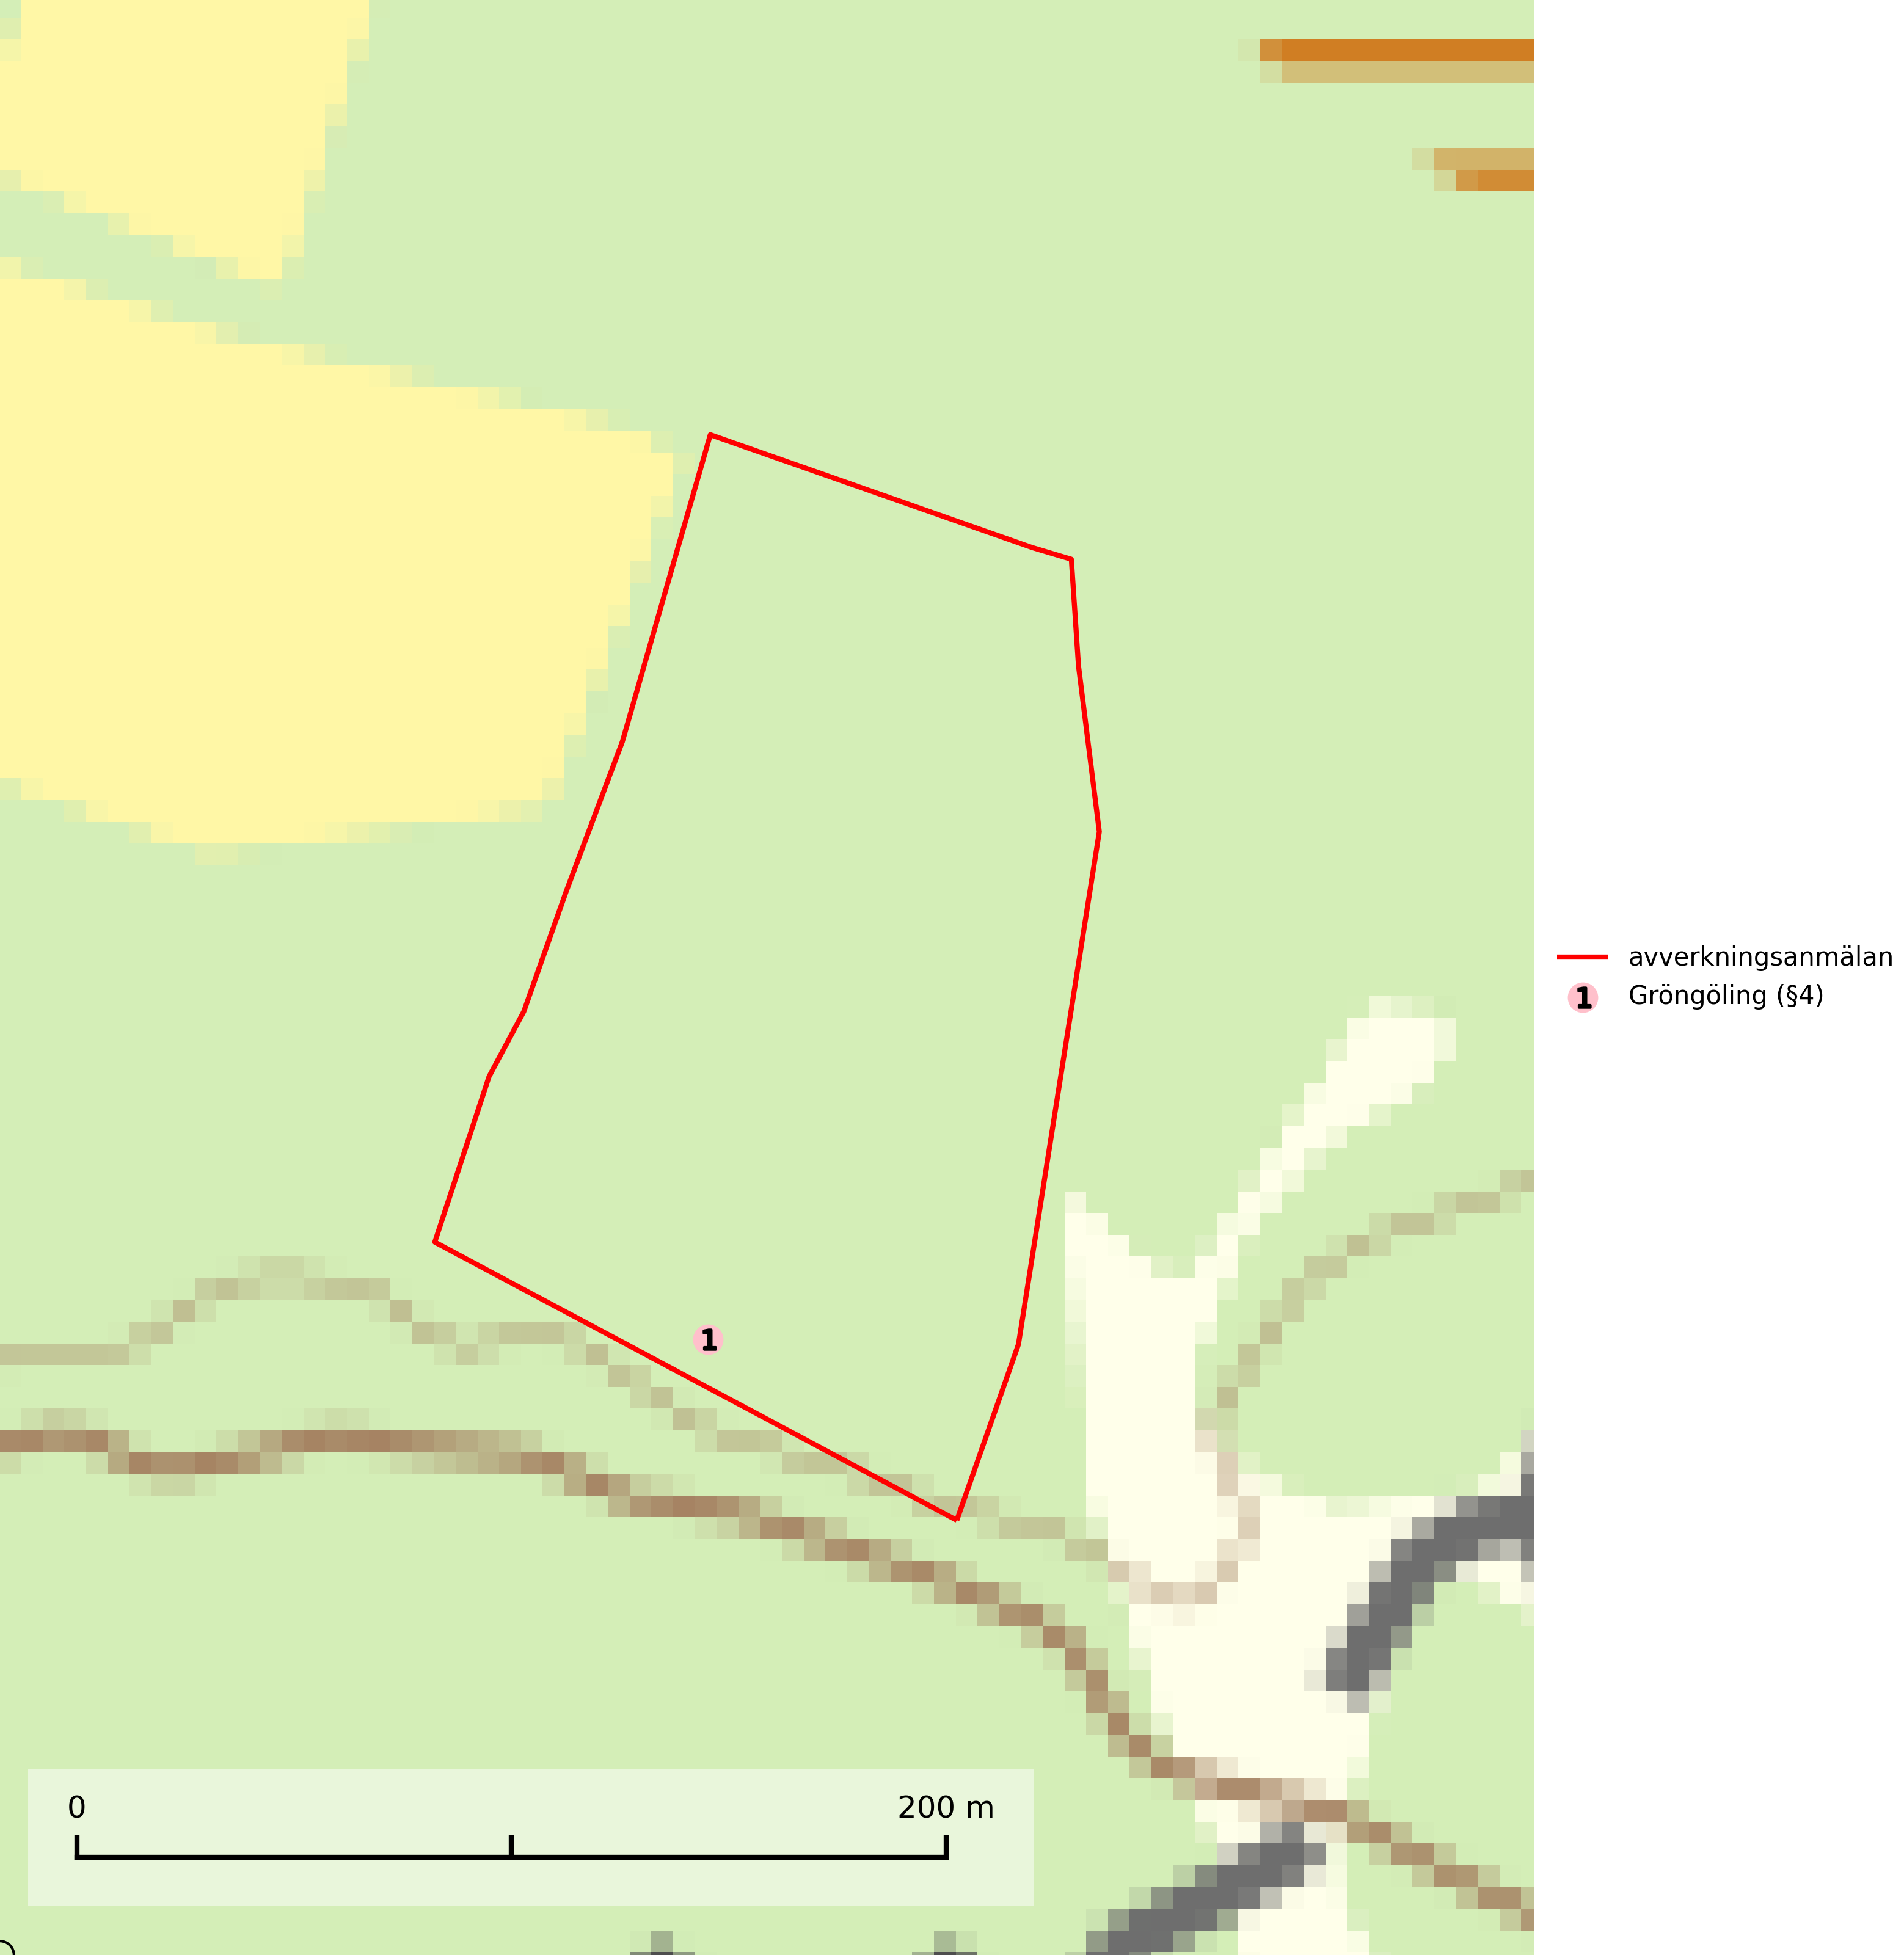 avverkningsanmälan
1 Gröngöling (§4)
1
0 200 m